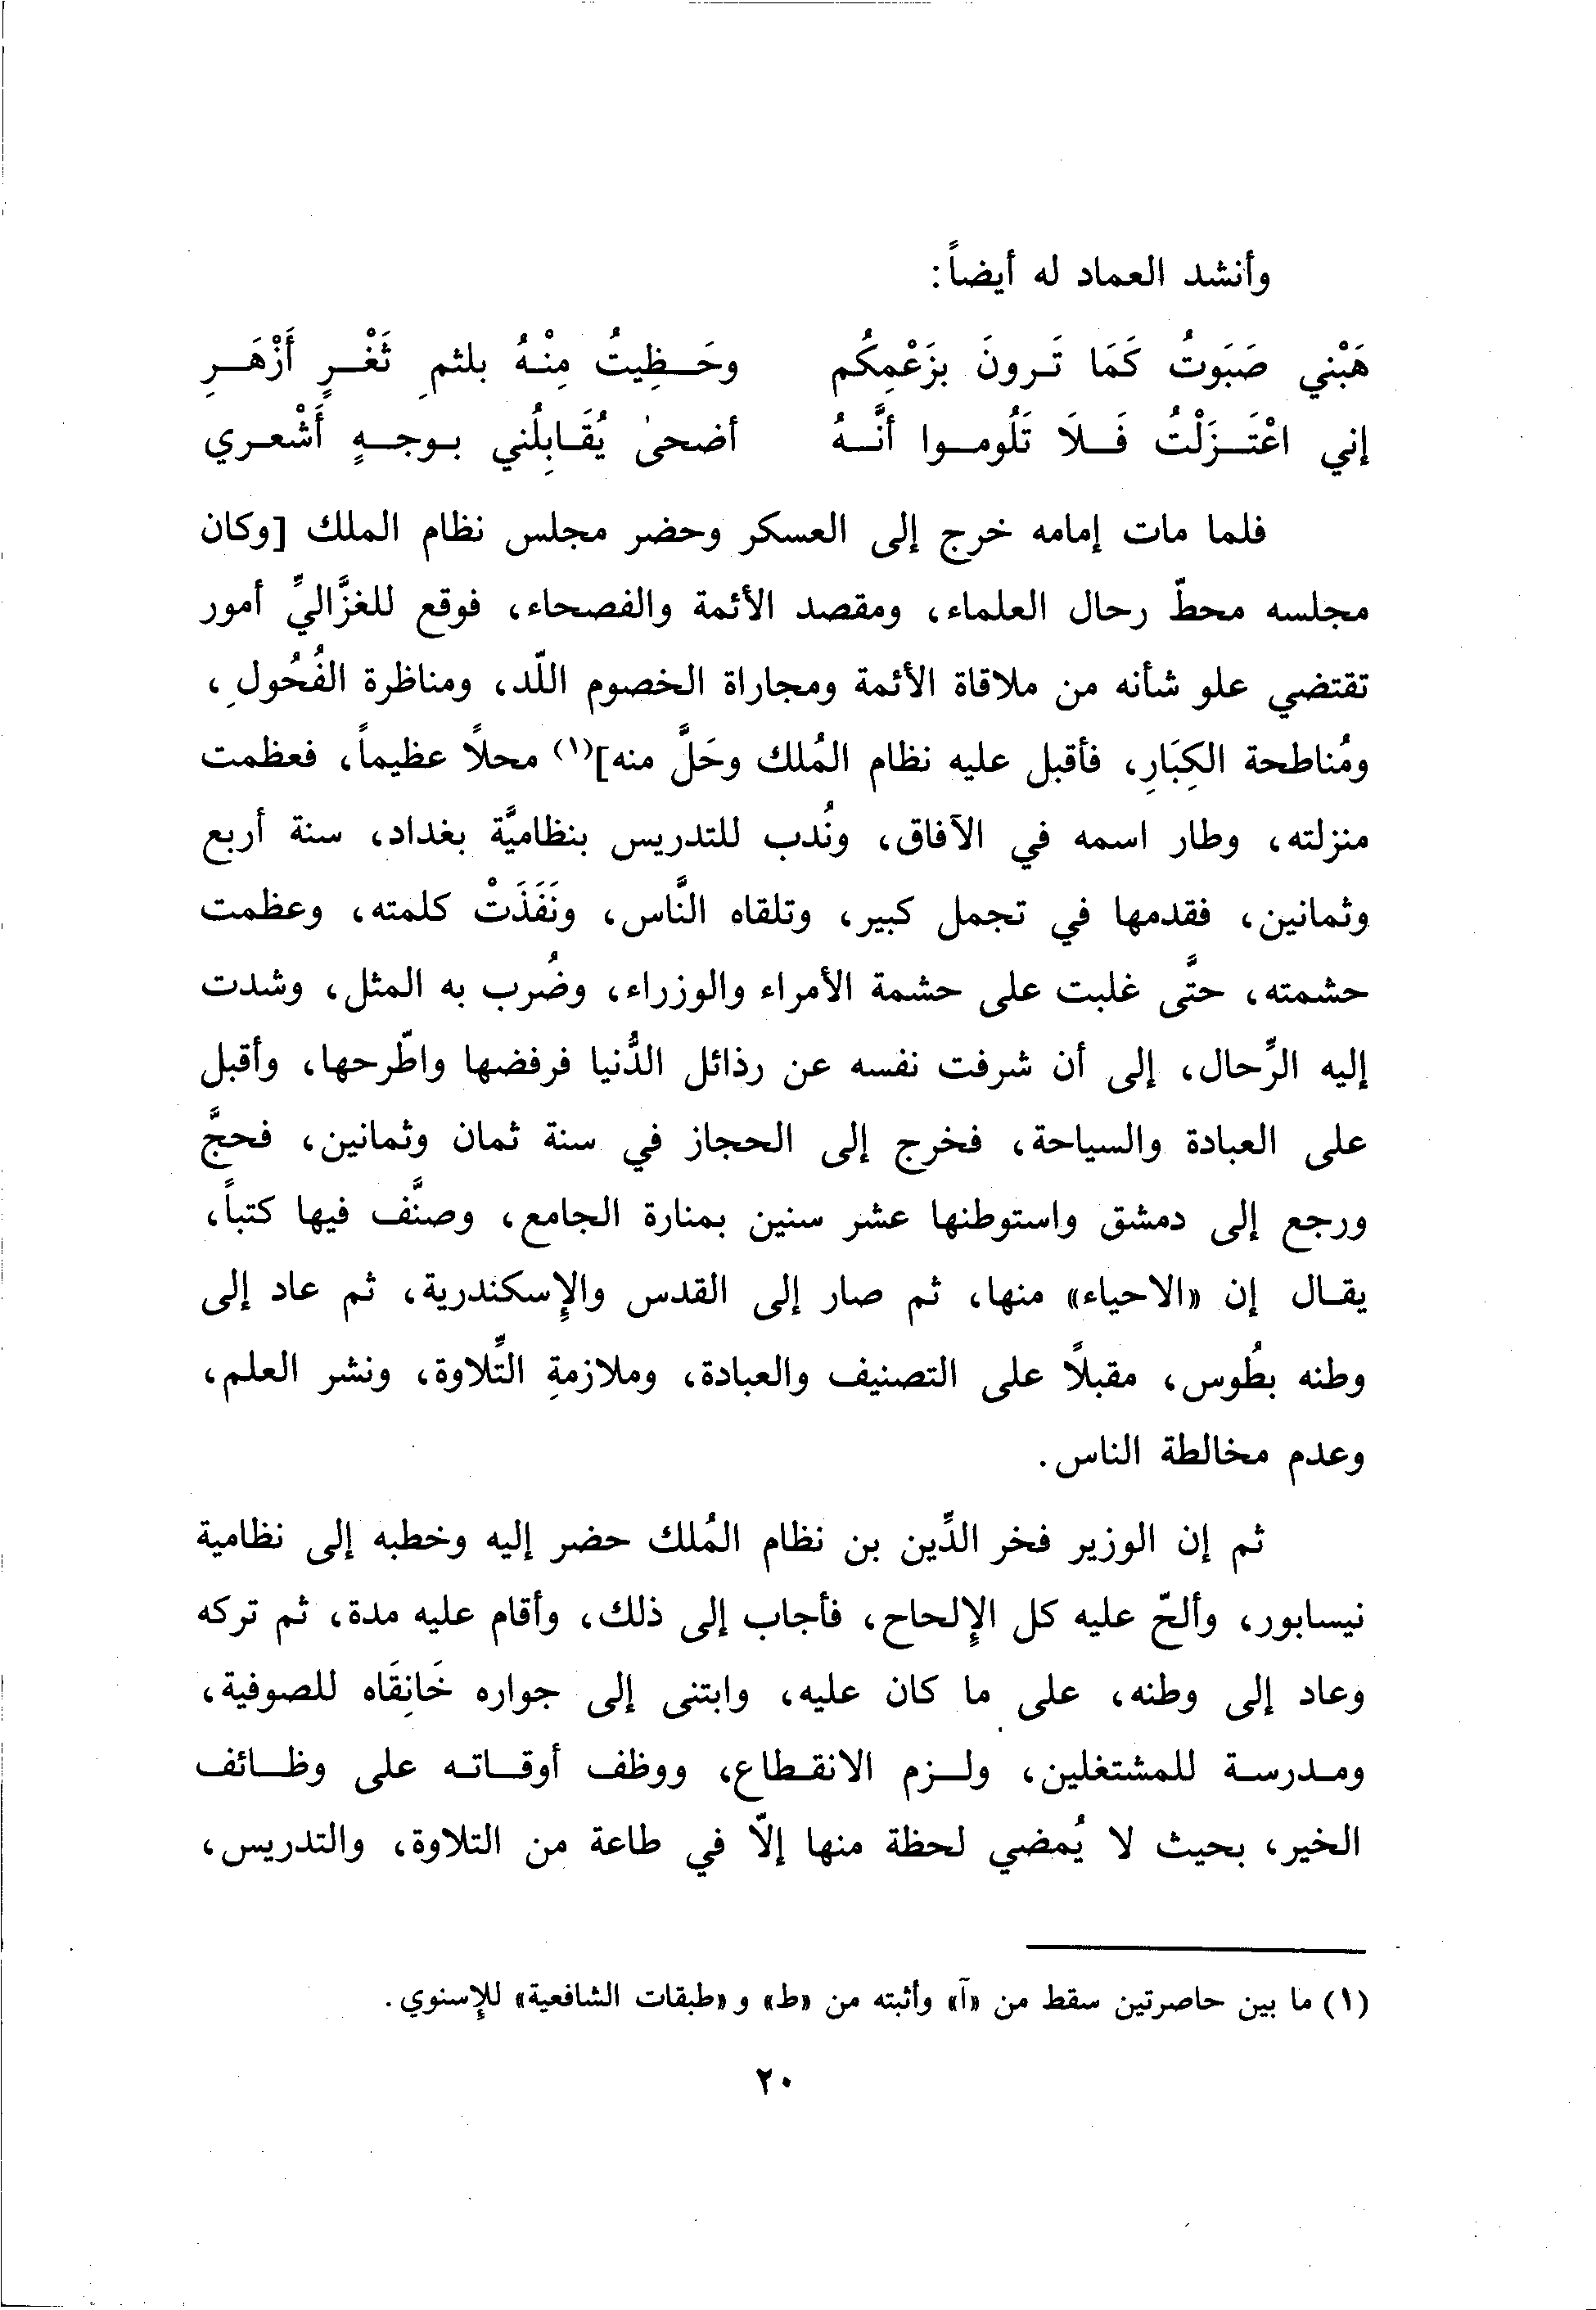 وأنشد العماد له أيضاً:
هَبْني صَبَوتُ كَمَا تَرونَ بزَعْمِكُم وحَظِيتُ مِنْهُ بلثمِ ثَغْرٍ أَزْهَرِ
إني اعْتَزَلْتُ فَلاَ تَلُوموا أنَّهُ أضحىٰ يُقَابِلُني بوجهٍ أَشْعري
فلما مات إمامه خرج إلى العسكر وحضر مجلس نظام الملك [وكان
مجلسه محطّ رحال العلماء، ومقصد الأئمة والفصحاء، فوقع للغزَّاليِّ أمور
تقتضي علو شأنه من ملاقاة الأئمة ومجاراة الخصوم اللّد، ومناظرة الفُحُولِ،
ومُناطحة الكِبَارِ، فأقبل عليه نظام المُلك وحَلَّ منه](١) محلاً عظيماً، فعظمت
منزلته، وطار اسمه في الآفاق، ونُدب للتدريس بنظاميَّة بغداد، سنة أربع
وثمانين، فقدمها في تجمل كبير، وتلقاه النَّاس، ونَفَذَتْ كلمته، وعظمت
حشمته، حتَّى غلبت على حشمة الأمراء والوزراء، وضُرب به المثل، وشدت
إليه الرِّحال، إلى أن شرفت نفسه عن رذائل الدُّنيا فرفضها واطّرحها، وأقبل
على العبادة والسياحة، فخرج إلى الحجاز في سنة ثمان وثمانين، فحجَّ
ورجع إلى دمشق واستوطنها عشر سنين بمنارة الجامع، وصنَّف فيها كتباً،
يقال إن «الاحياء» منها، ثم صار إلى القدس والإسكندرية، ثم عاد إلى
وطنه بطُوس، مقبلاً على التصنيف والعبادة، وملازمةِ التِّلاوة، ونشر العلم،
وعدم مخالطة الناس.
ثم إن الوزير فخر الدِّين بن نظام المُلك حضر إليه وخطبه إلى نظامية
نيسابور، وألحّ عليه كل الإلحاح، فأجاب إلى ذلك، وأقام عليه مدة، ثم تركه
وعاد إلى وطنه، على ما كان عليه، وابتنى إلى جواره خَانِقَاه للصوفية،
ومدرسة للمشتغلين، ولزم الانقطاع، ووظف أوقاته على وظائف
الخير، بحيث لا يُمضي لحظة منها إلّا في طاعة من التلاوة، والتدريس،
(١) ما بين حاصرتين سقط من «آ» وأثبته من «ط» و «طبقات الشافعية» للإسنوي.
٢٠